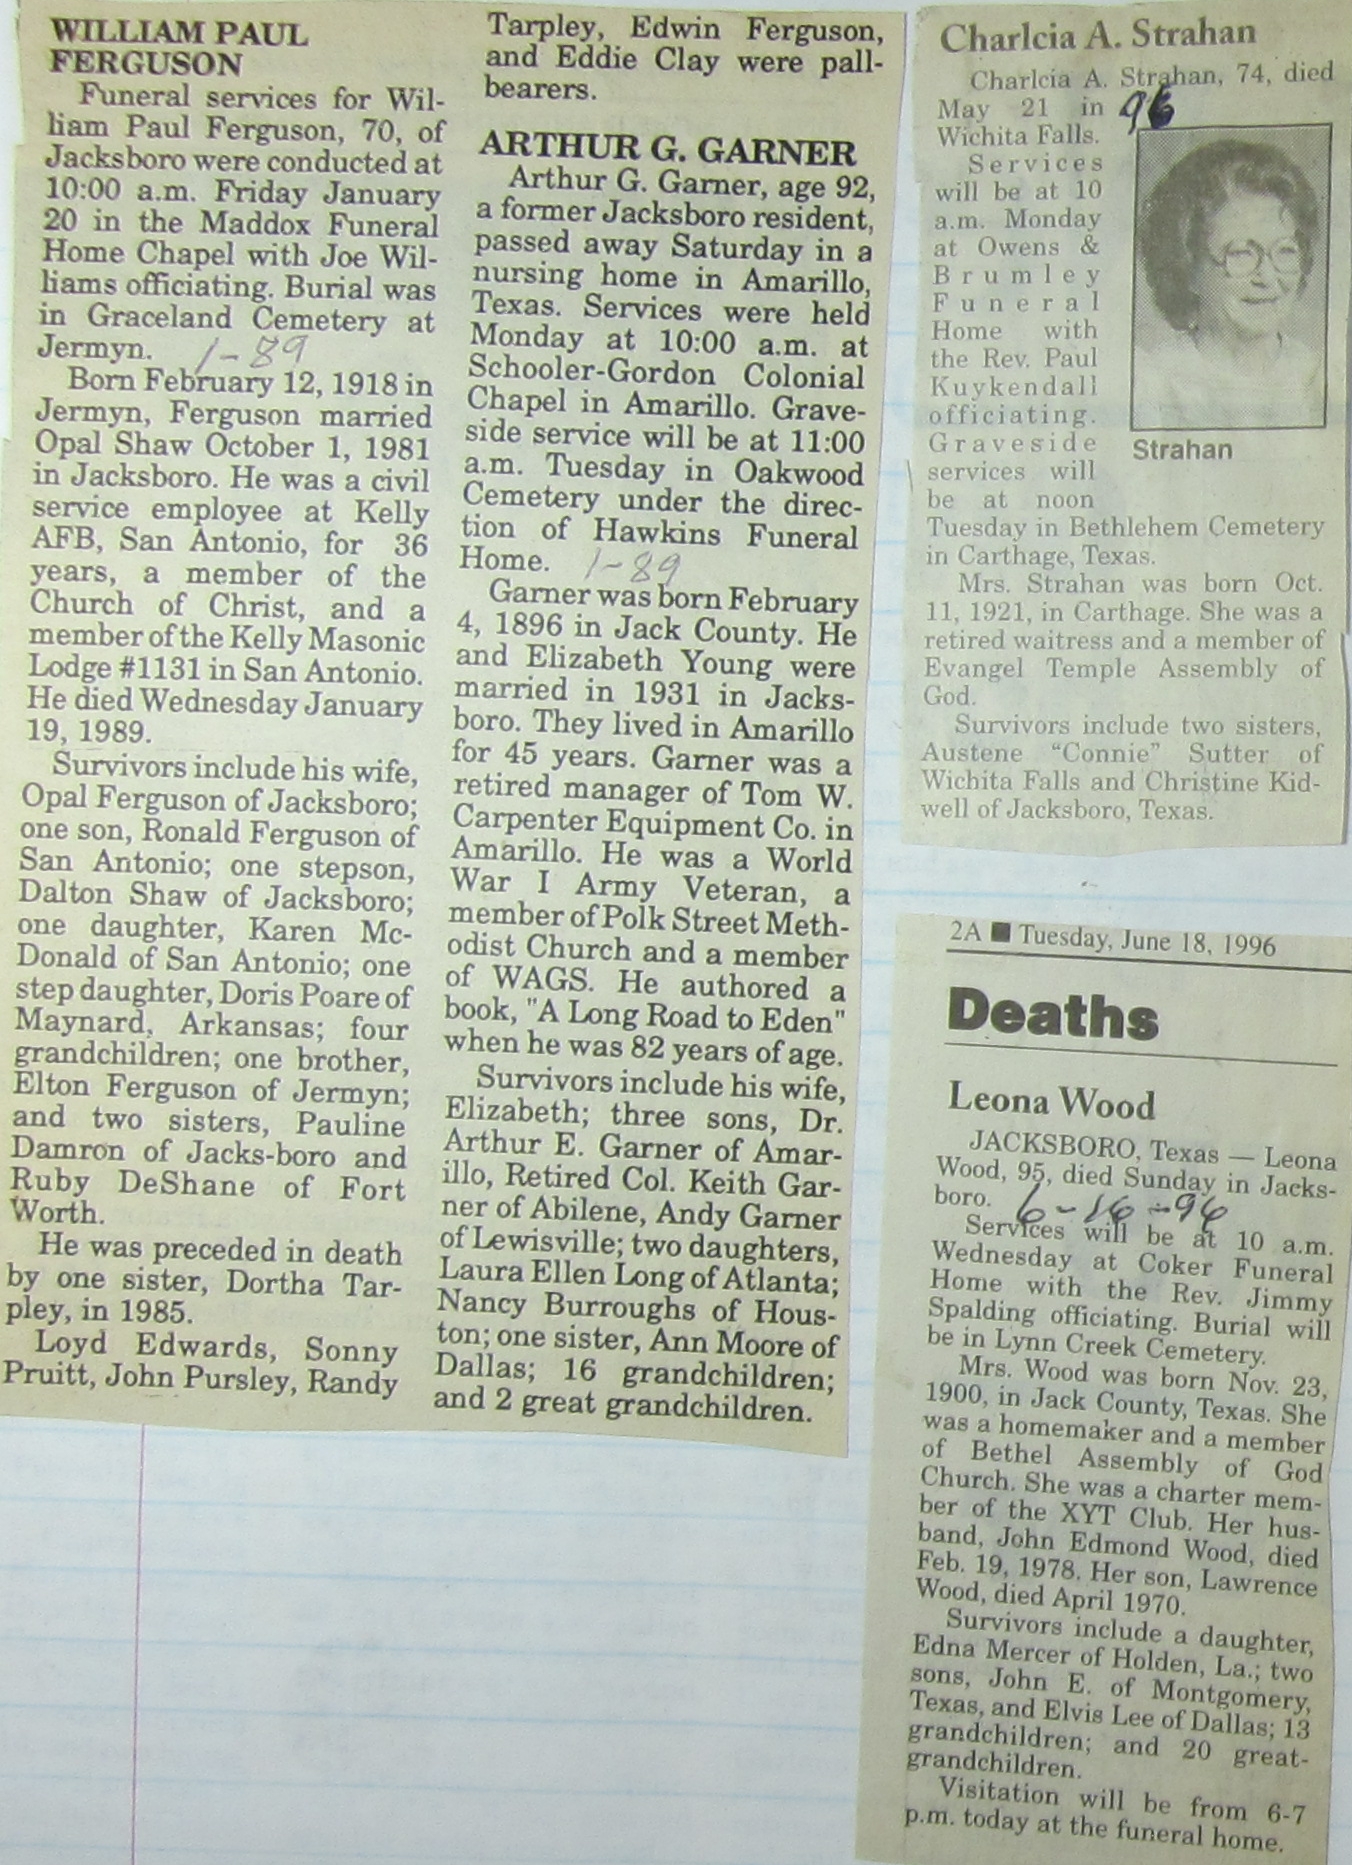 WILLIAM PAUL
FERGUSON
Funeral services for Wil-
liam Paul Ferguson, 70, of
Jacksboro were conducted at
10:00 a.m. Friday January
20 in the Maddox Funeral
Home Chapel with Joe Wil-
liams officiating. Burial was
in Graceland Cemetery at
Jermyn. 1-89
Born February 12, 1918 in
Jermyn, Ferguson married
Opal Shaw October 1, 1981
in Jacksboro. He was a civil
service employee at Kelly
AFB, San Antonio, for 36
years, a member of the
Church of Christ, and a
member of the Kelly Masonic
Lodge #1131 in San Antonio.
He died Wednesday January
19, 1989.
Survivors include his wife,
Opal Ferguson of Jacksboro;
one son, Ronald Ferguson of
San Antonio; one stepson,
Dalton Shaw of Jacksboro;
one daughter, Karen Mc-
Donald of San Antonio; one
step daughter, Doris Poare of
Maynard, Arkansas; four
grandchildren; one brother,
Elton Ferguson of Jermyn;
and two sisters, Pauline
Damron of Jacks-boro and
Ruby DeShane of Fort
Worth.
He was preceded in death
by one sister, Dortha Tar-
pley, in 1985.
Loyd Edwards, Sonny
Pruitt, John Pursley, Randy
Tarpley, Edwin Ferguson,
and Eddie Clay were pall-
bearers.
ARTHUR G. GARNER
Arthur G. Garner, age 92,
a former Jacksboro resident,
passed away Saturday in a
nursing home in Amarillo,
Texas. Services were held
Monday at 10:00 a.m. at
Schooler-Gordon Colonial
Chapel in Amarillo. Grave-
side service will be at 11:00
a.m. Tuesday in Oakwood
Cemetery under the direc-
tion of Hawkins Funeral
Home. 1-89
Garner was born February
4, 1896 in Jack County. He
and Elizabeth Young were
married in 1931 in Jacks-
boro. They lived in Amarillo
for 45 years. Garner was a
retired manager of Tom W.
Carpenter Equipment Co. in
Amarillo. He was a World
War I Army Veteran, a
member of Polk Street Meth-
odist Church and a member
of WAGS. He authored a
book, "A Long Road to Eden"
when he was 82 years of age.
Survivors include his wife,
Elizabeth; three sons, Dr.
Arthur E. Garner of Amar-
illo, Retired Col. Keith Gar-
ner of Abilene, Andy Garner
of Lewisville; two daughters,
Laura Ellen Long of Atlanta;
Nancy Burroughs of Hous-
ton; one sister, Ann Moore of
Dallas; 16 grandchildren;
and 2 great grandchildren.
Charlcia A. Strahan
Charlcia A. Strahan, 74, died
May 21 in 96
Wichita Falls.
Services
will be at 10
a.m. Monday
at Owens &
Brumley
Funeral
Home with
the Rev. Paul
Kuykendall
officiating.
Graveside
services will
be at noon
Tuesday in Bethlehem Cemetery
in Carthage, Texas.
Strahan
Mrs. Strahan was born Oct.
11, 1921, in Carthage. She was a
retired waitress and a member of
Evangel Temple Assembly of
God.
Survivors include two sisters,
Austene “Connie” Sutter of
Wichita Falls and Christine Kid-
well of Jacksboro, Texas.
2A ■ Tuesday, June 18, 1996
Deaths
Leona Wood
JACKSBORO, Texas — Leona
Wood, 95, died Sunday in Jacks-
boro. 6-16-96
Services will be at 10 a.m.
Wednesday at Coker Funeral
Home with the Rev. Jimmy
Spalding officiating. Burial will
be in Lynn Creek Cemetery.
Mrs. Wood was born Nov. 23,
1900, in Jack County, Texas. She
was a homemaker and a member
of Bethel Assembly of God
Church. She was a charter mem-
ber of the XYT Club. Her hus-
band, John Edmond Wood, died
Feb. 19, 1978. Her son, Lawrence
Wood, died April 1970.
Survivors include a daughter,
Edna Mercer of Holden, La.; two
sons, John E. of Montgomery,
Texas, and Elvis Lee of Dallas; 13
grandchildren; and 20 great-
grandchildren.
Visitation will be from 6-7
p.m. today at the funeral home.